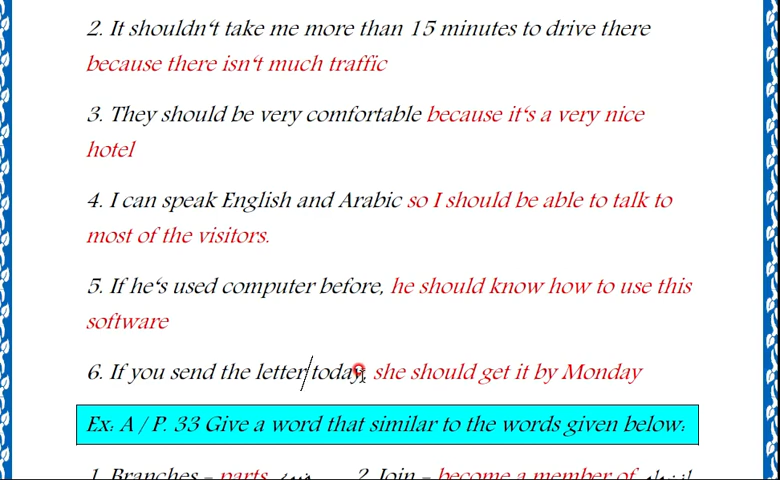 2. It shouldn't take me more than 15 minutes to drive there
because there isn't much traffic
3. They should be very comfortable because it's a very nice
hotel
4. I can speak English and Arabic so I should be able to talk to
most of the visitors.
5. If he's used computer before, he should know how to use this
software
6. If you send the letter today, she should get it by Monday
Ex: A / P. 33 Give a word that similar to the words given below:
1. Branches – parts 2. Join – become a member of